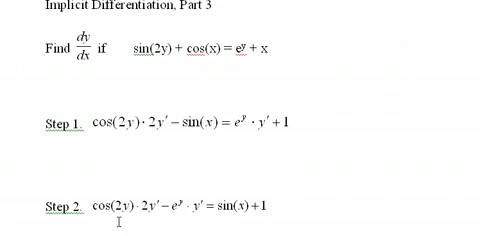 Implicit Differentiation, Part 3
Find dy/dx if sin(2y) + cos(x) = e^y + x
Step 1. cos(2y)· 2y′ − sin(x) = e^y · y′ + 1
Step 2. cos(2y)· 2y′ − e^y · y′ = sin(x) + 1